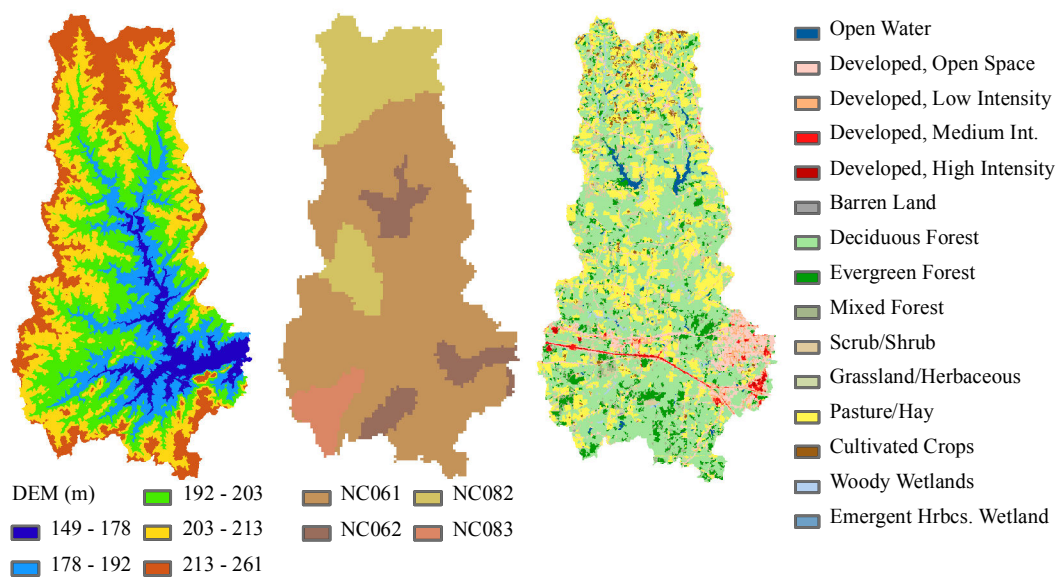 Open Water
Developed, Open Space
Developed, Low Intensity
Developed, Medium Int.
Developed, High Intensity
Barren Land
Deciduous Forest
Evergreen Forest
Mixed Forest
Scrub/Shrub
Grassland/Herbaceous
Pasture/Hay
Cultivated Crops
Woody Wetlands
Emergent Hrbcs. Wetland
DEM (m)
149 - 178
178 - 192
192 - 203
203 - 213
213 - 261
NC061
NC062
NC082
NC083